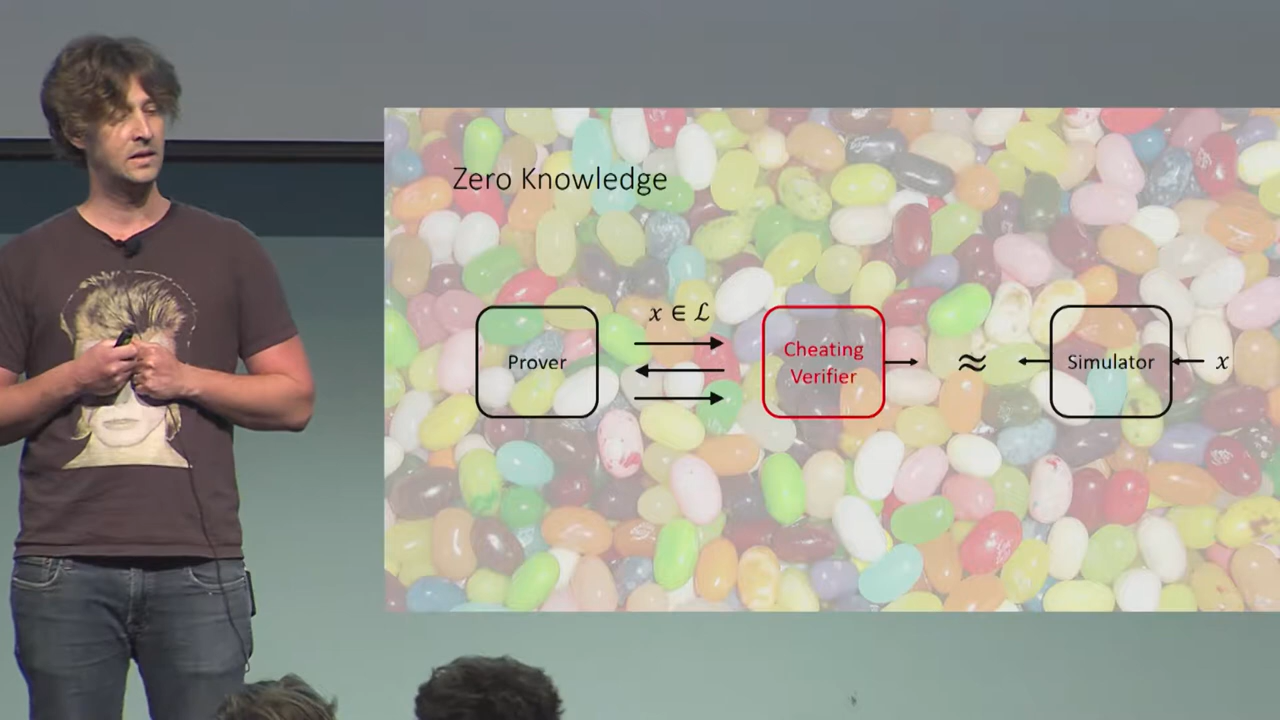 Zero Knowledge
x ∈ ℒ
Prover
Cheating
Verifier
≈
Simulator
x